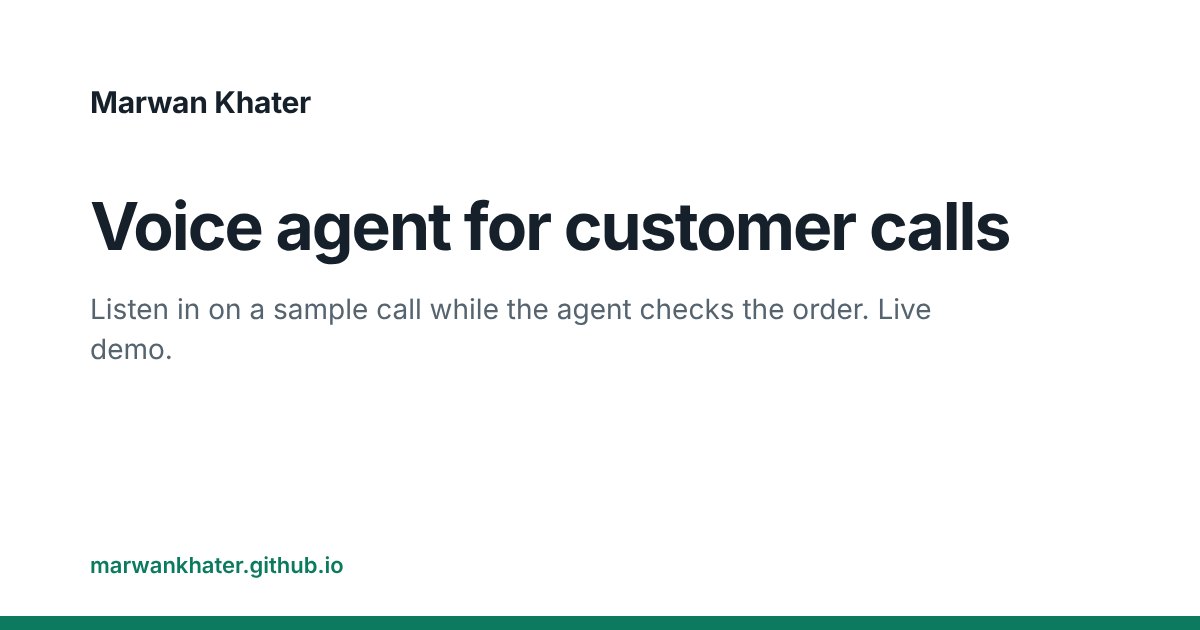 Marwan Khater
Voice agent for customer calls
Listen in on a sample call while the agent checks the order. Live
demo.
marwankhater.github.io